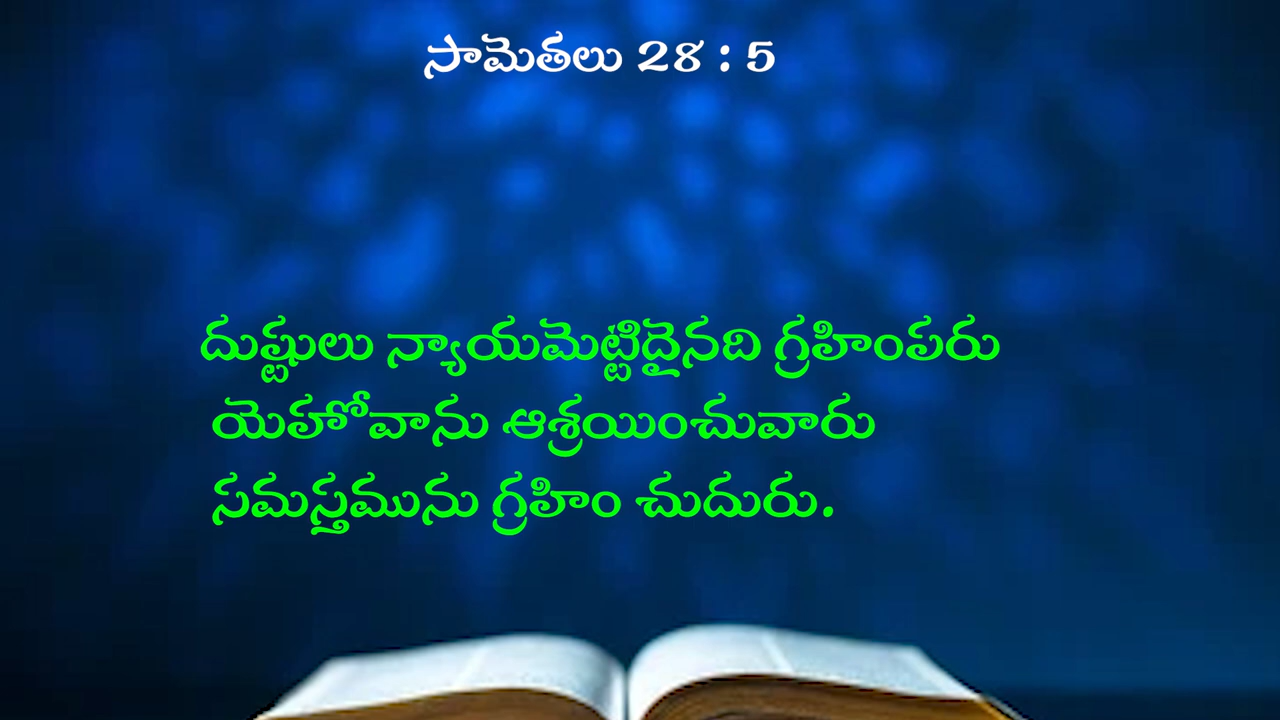 సామెతలు 28 : 5
దుష్టులు న్యాయమెట్టిదైనది గ్రహింపరు
యెహోవాను ఆశ్రయించువారు
సమస్తమును గ్రహిం చుదురు.